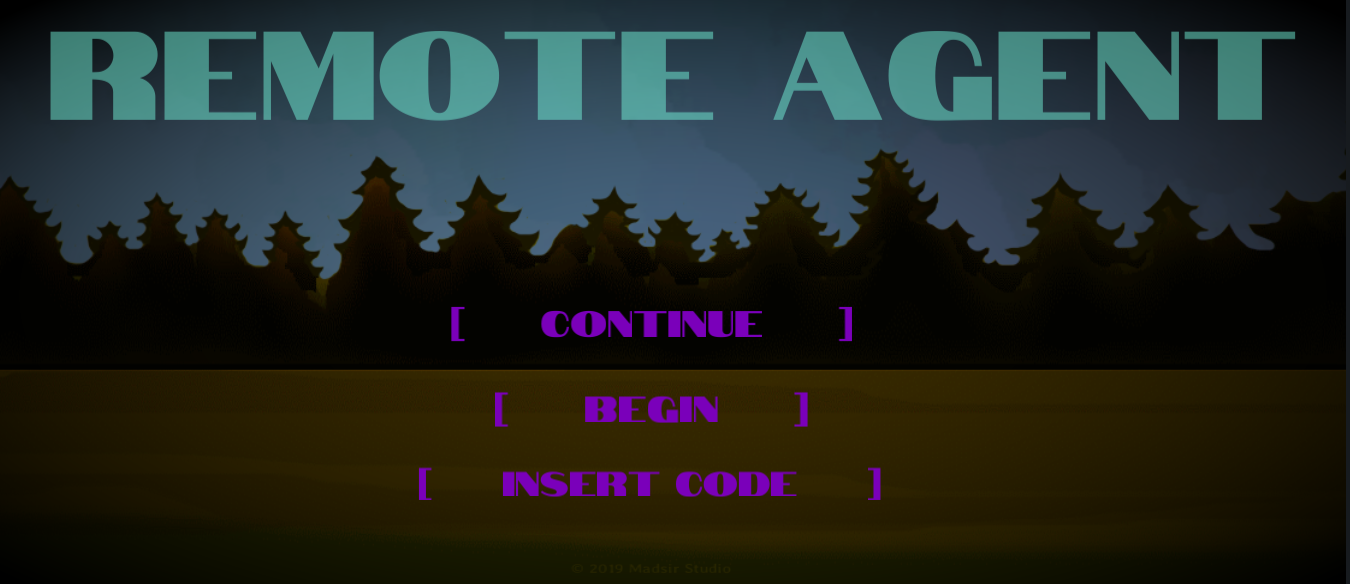 REMOTE AGENT
[ CONTINUE ]
[ BEGIN ]
[ INSERT CODE ]
© 2019 Madsir Studio